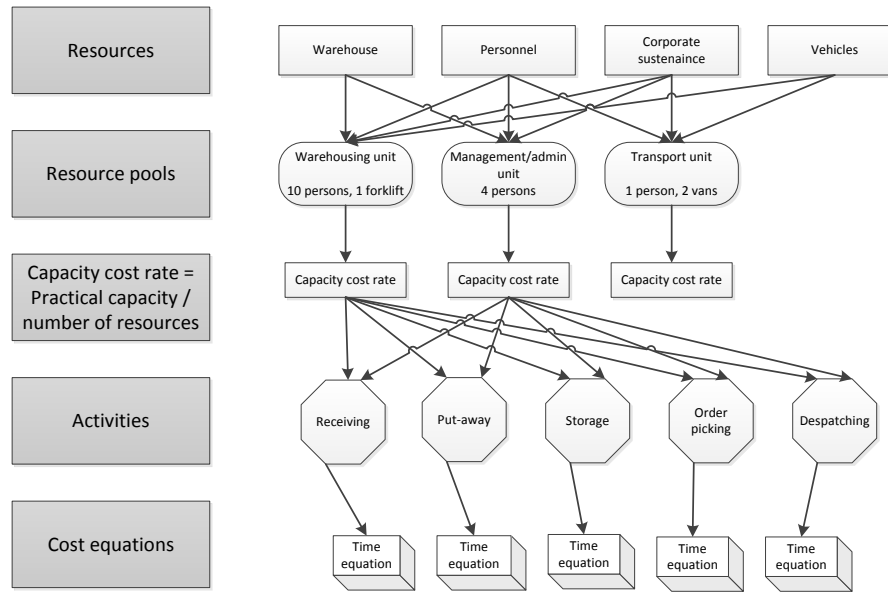 Resources
Warehouse
Personnel
Corporate
sustenaince
Vehicles
Resource pools
Warehousing unit
10 persons, 1 forklift
Management/admin
unit
4 persons
Transport unit
1 person, 2 vans
Capacity cost rate =
Practical capacity /
number of resources
Capacity cost rate
Capacity cost rate
Capacity cost rate
Activities
Receiving
Put-away
Storage
Order
picking
Despatching
Cost equations
Time
equation
Time
equation
Time
equation
Time
equation
Time
equation